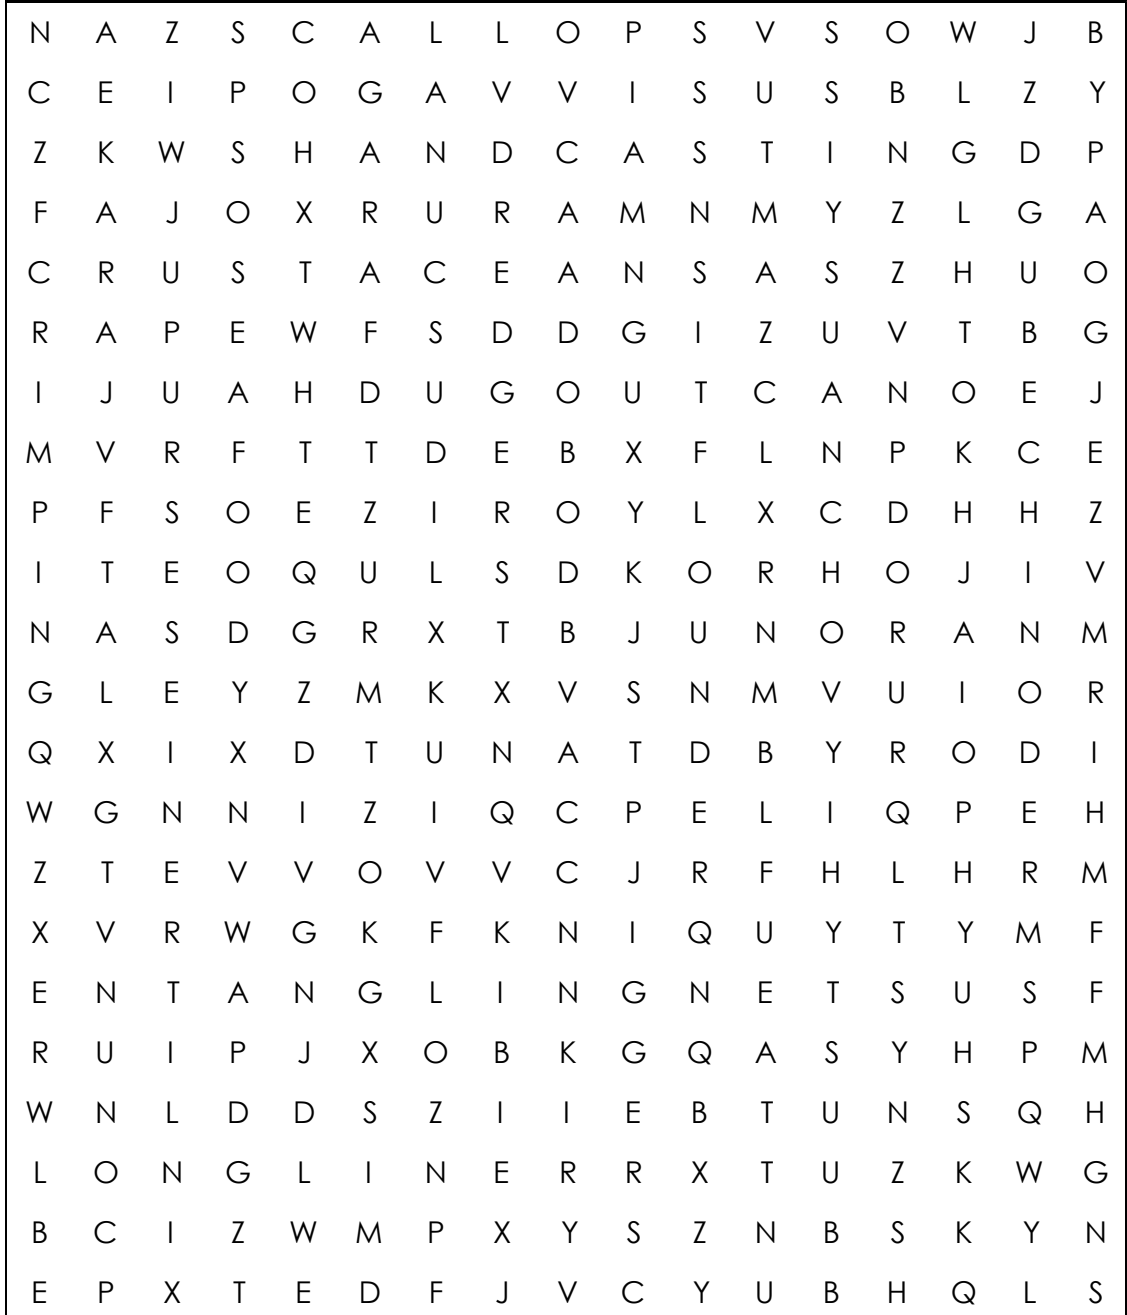 N A Z S C A L L O P S V S O W J B
C E I P O G A V V I S U S B L Z Y
Z K W S H A N D C A S T I N G D P
F A J O X R U R A M N M Y Z L G A
C R U S T A C E A N S A S Z H U O
R A P E W F S D D G I Z U V T B G
I J U A H D U G O U T C A N O E J
M V R F T T D E B X F L N P K C E
P F S O E Z I R O Y L X C D H H Z
I T E O Q U L S D K O R H O J I V
N A S D G R X T B J U N O R A N M
G L E Y Z M K X V S N M V U I O R
Q X I X D T U N A T D B Y R O D I
W G N N I Z I Q C P E L I Q P E H
Z T E V V O V V C J R F H L H R M
X V R W G K F K N I Q U Y T Y M F
E N T A N G L I N G N E T S U S F
R U I P J X O B K G Q A S Y H P M
W N L D D S Z I I E B T U N S Q H
L O N G L I N E R R X T U Z K W G
B C I Z W M P X Y S Z N B S K Y N
E P X T E D F J V C Y U B H Q L S